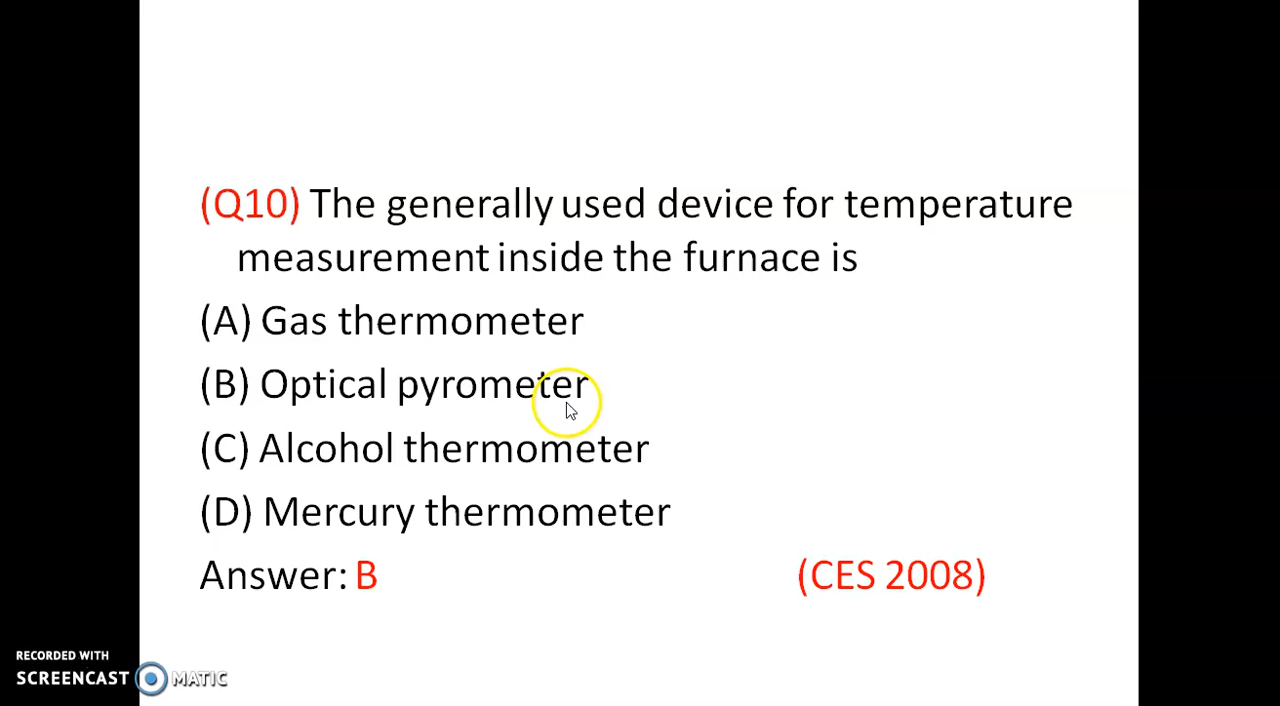 (Q10) The generally used device for temperature
measurement inside the furnace is
(A) Gas thermometer
(B) Optical pyrometer
(C) Alcohol thermometer
(D) Mercury thermometer
Answer: B (CES 2008)
RECORDED WITH
SCREENCAST MATIC